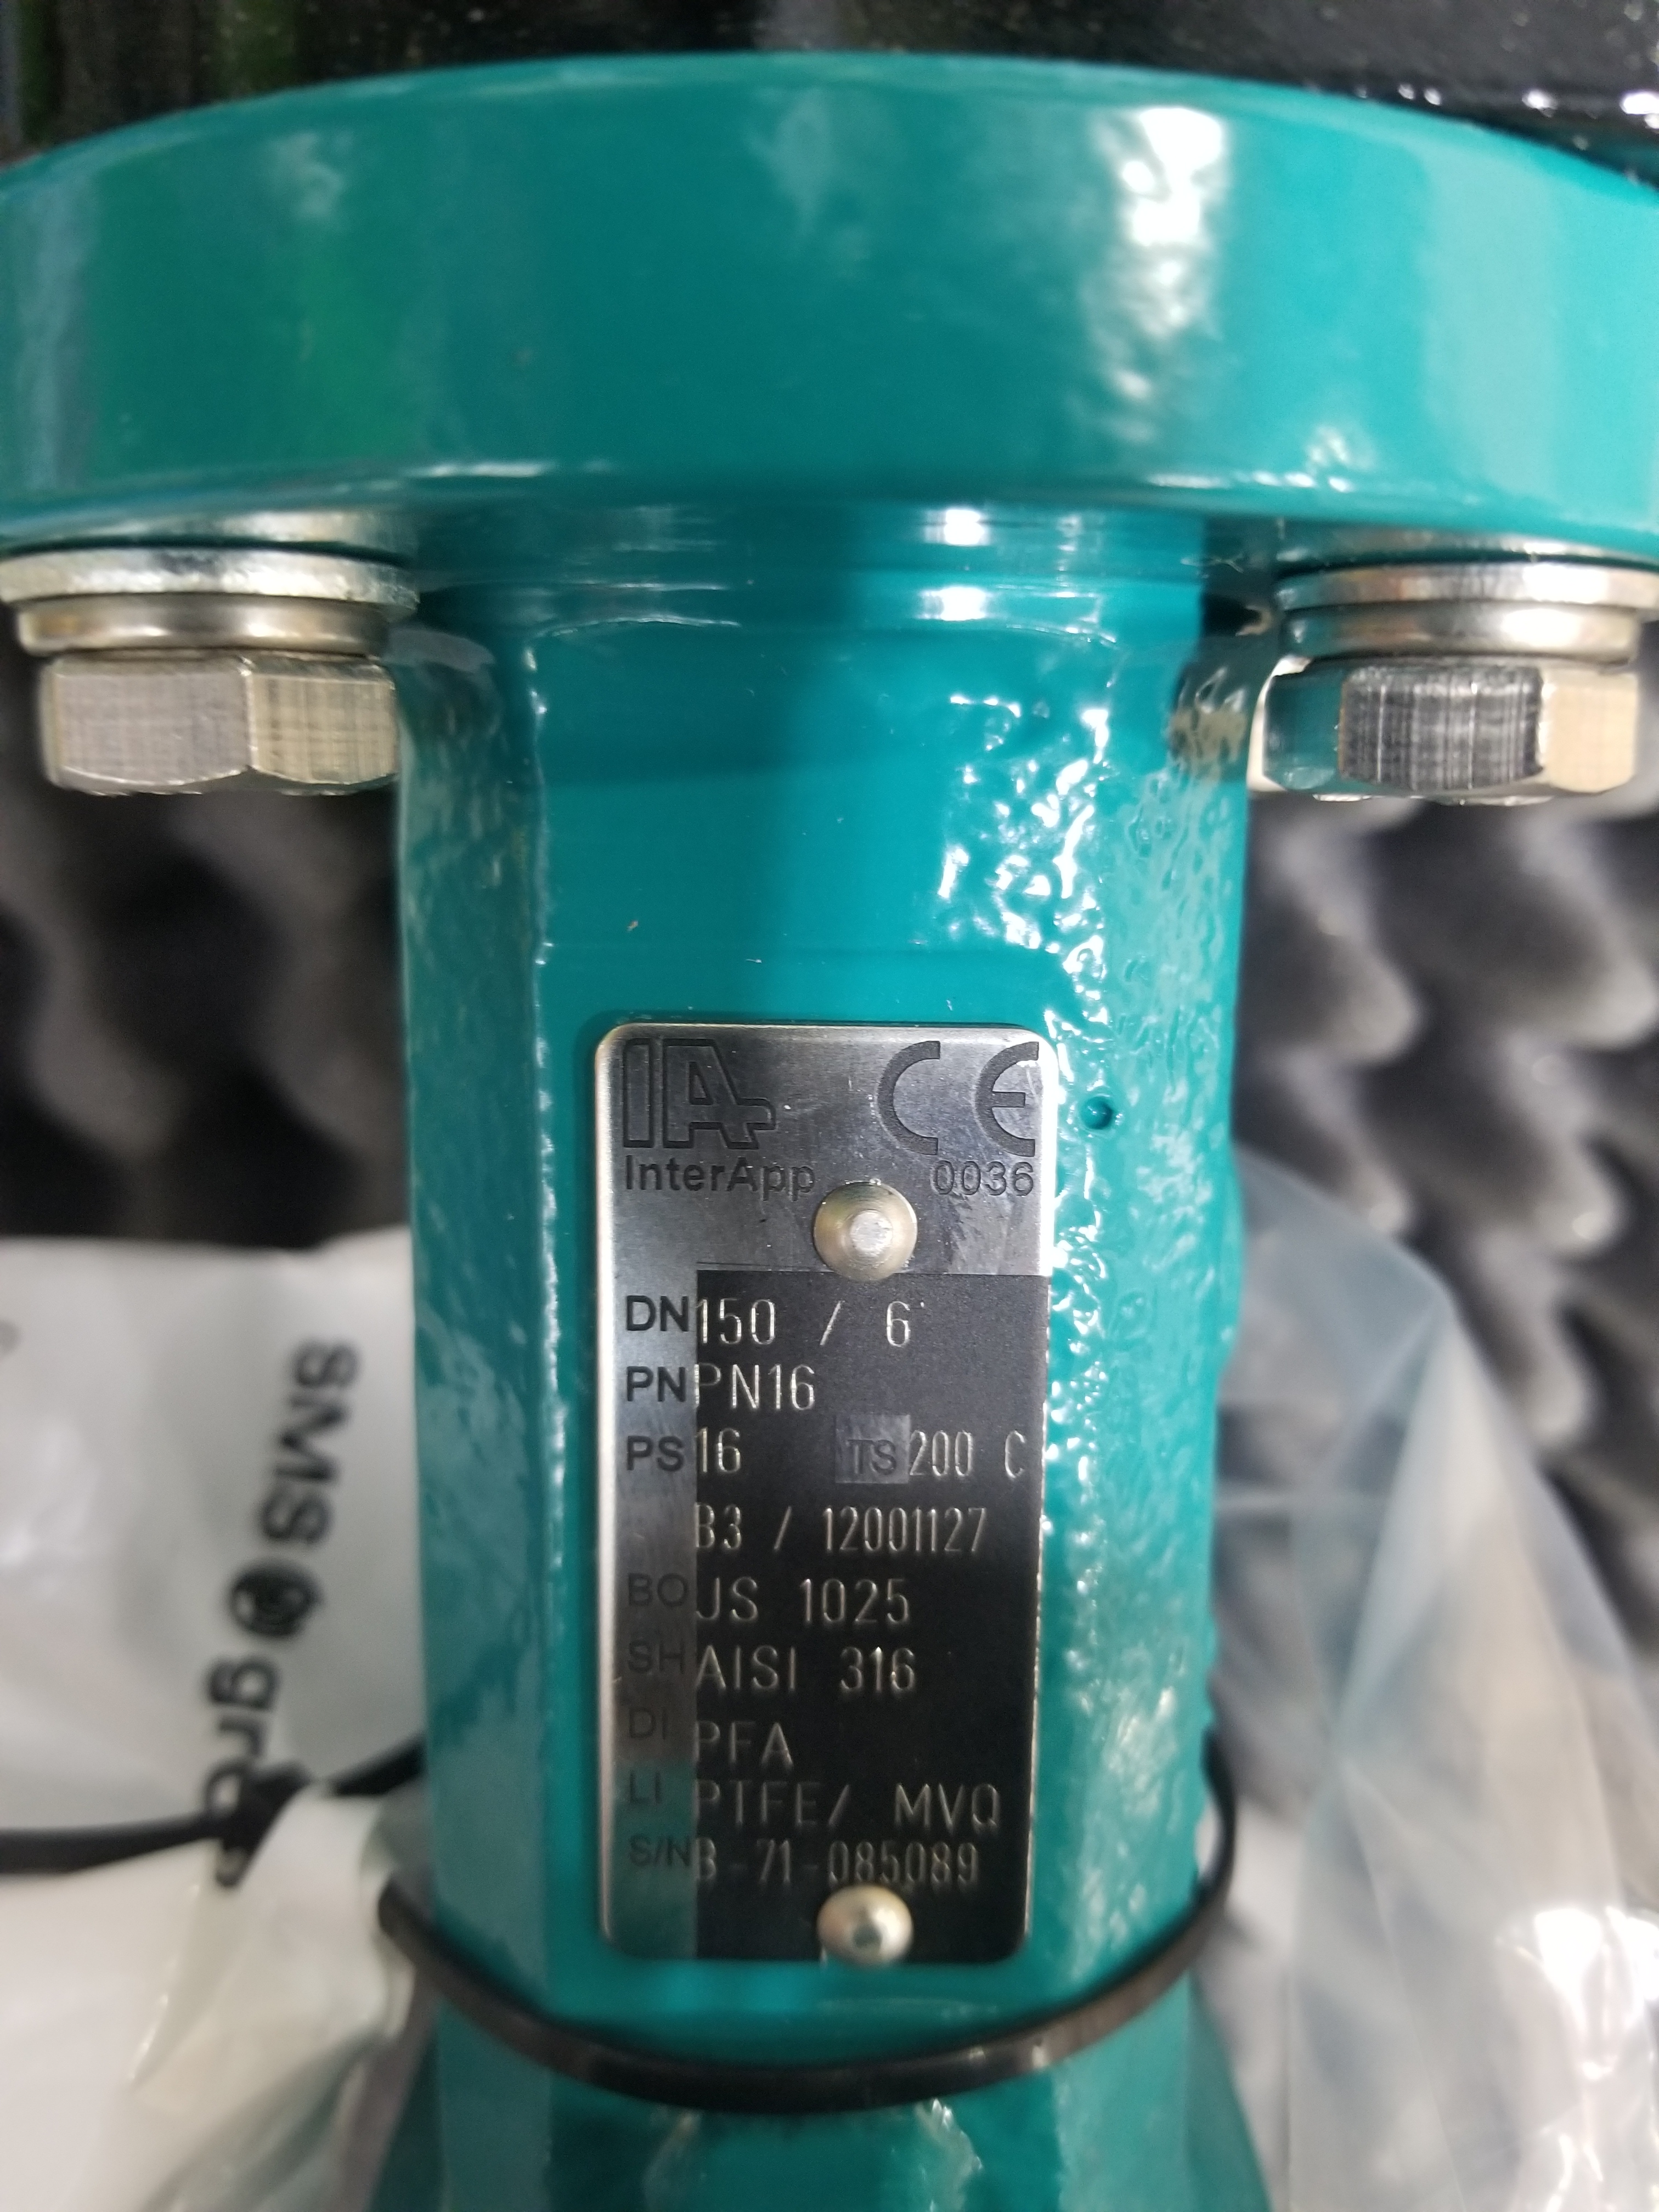 IA CE
InterApp 0036
DN 150 / 6"
PN PN16
PS 16 TS 200 C
B3 / 12001127
BO JS 1025
SH AISI 316
DI PFA
LI PTFE/ MVQ
S/N B-71-085089
SMS